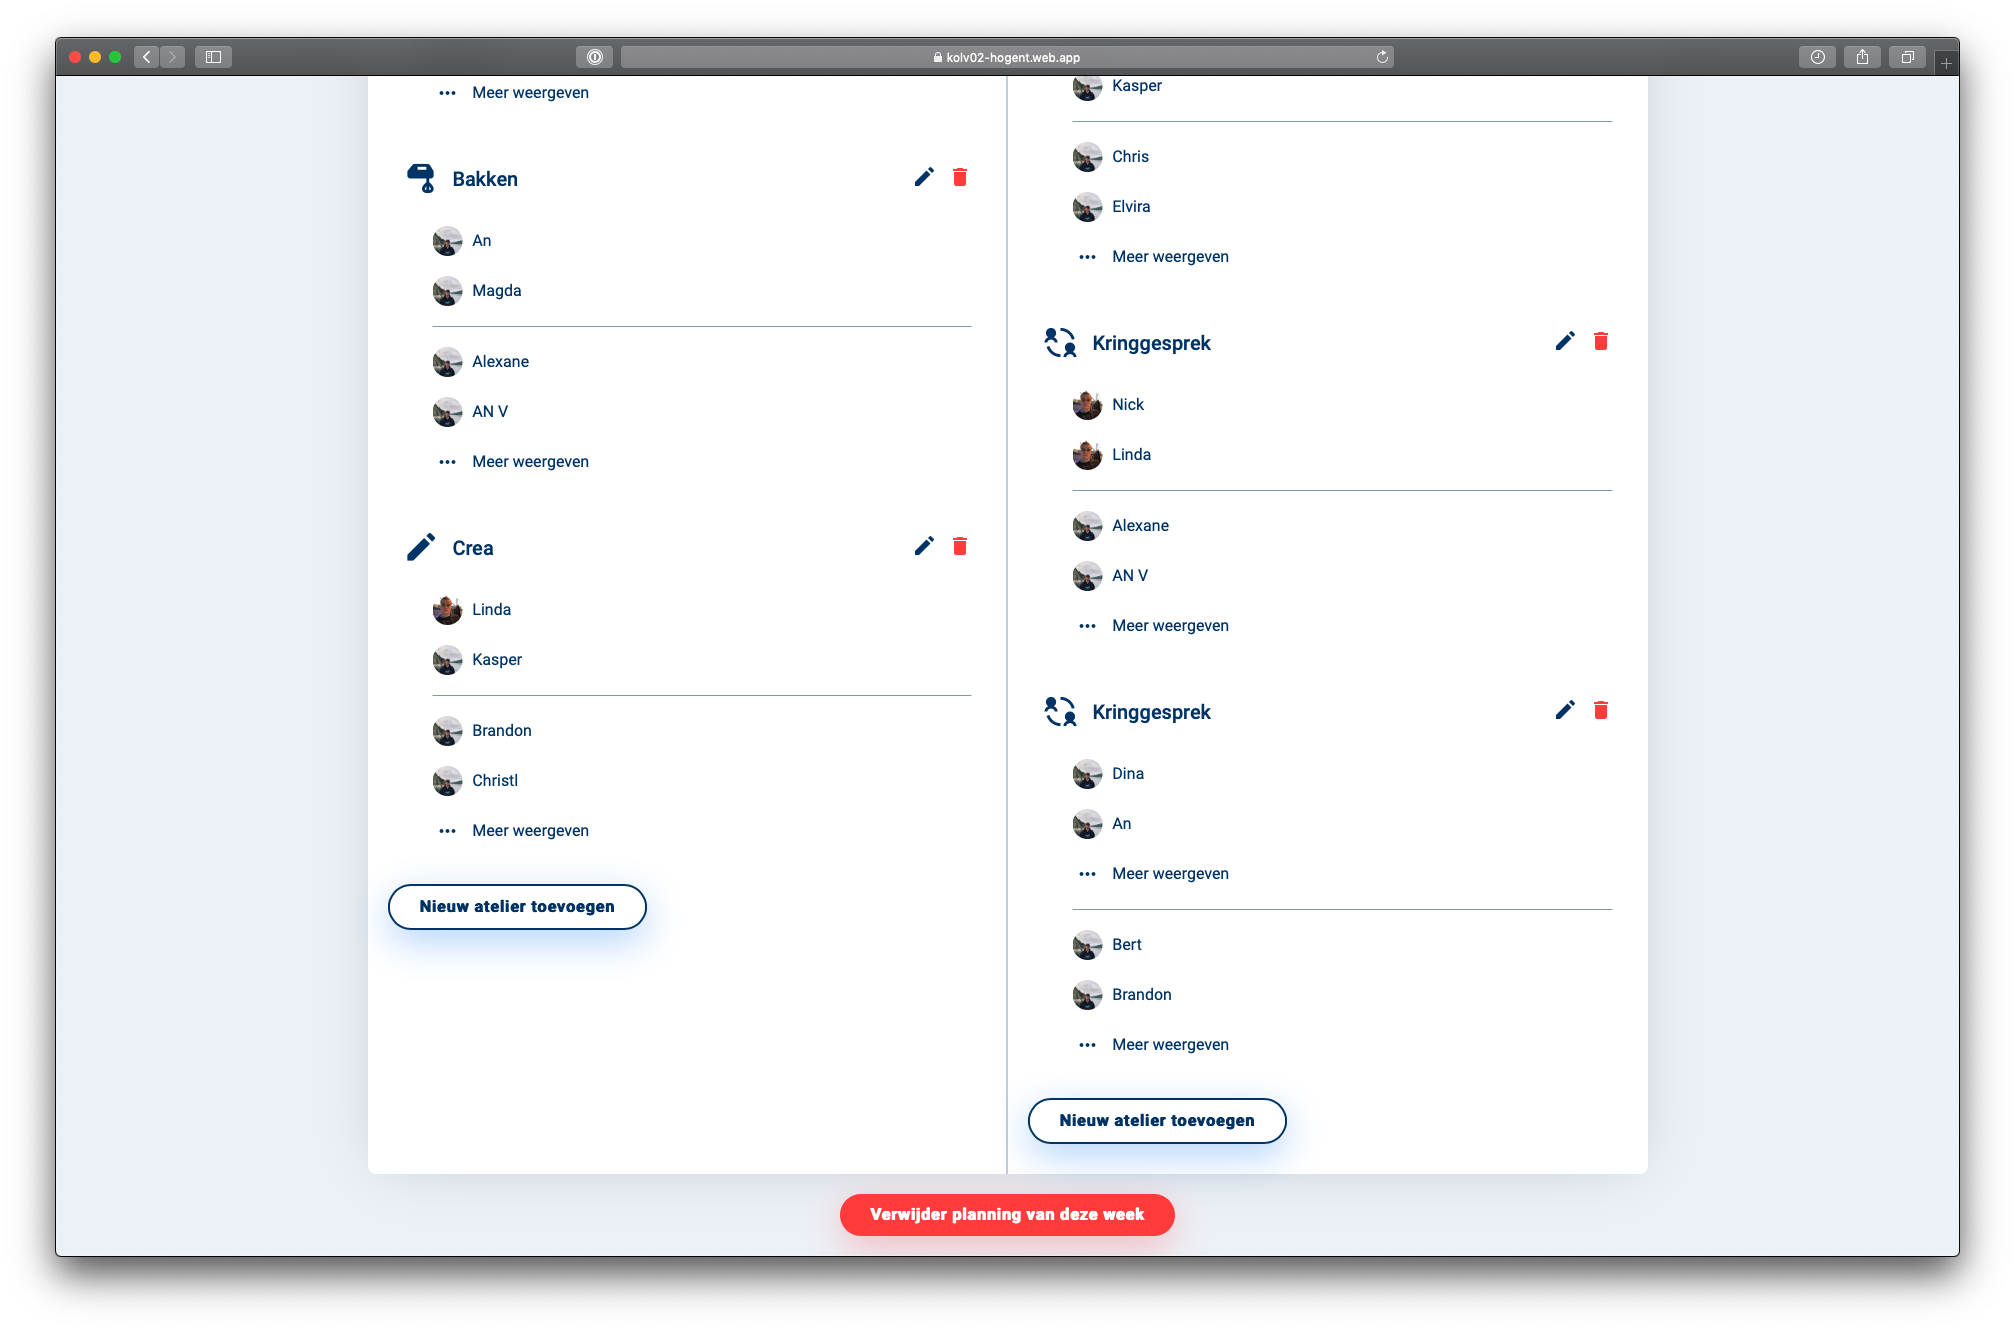 kolv02-hogent.web.app
Meer weergeven
Bakken
An
Magda
Alexane
AN V
Meer weergeven
Crea
Linda
Kasper
Brandon
Christl
Meer weergeven
Nieuw atelier toevoegen
Kasper
Chris
Elvira
Meer weergeven
Kringgesprek
Nick
Linda
Alexane
AN V
Meer weergeven
Kringgesprek
Dina
An
Meer weergeven
Bert
Brandon
Meer weergeven
Nieuw atelier toevoegen
Verwijder planning van deze week